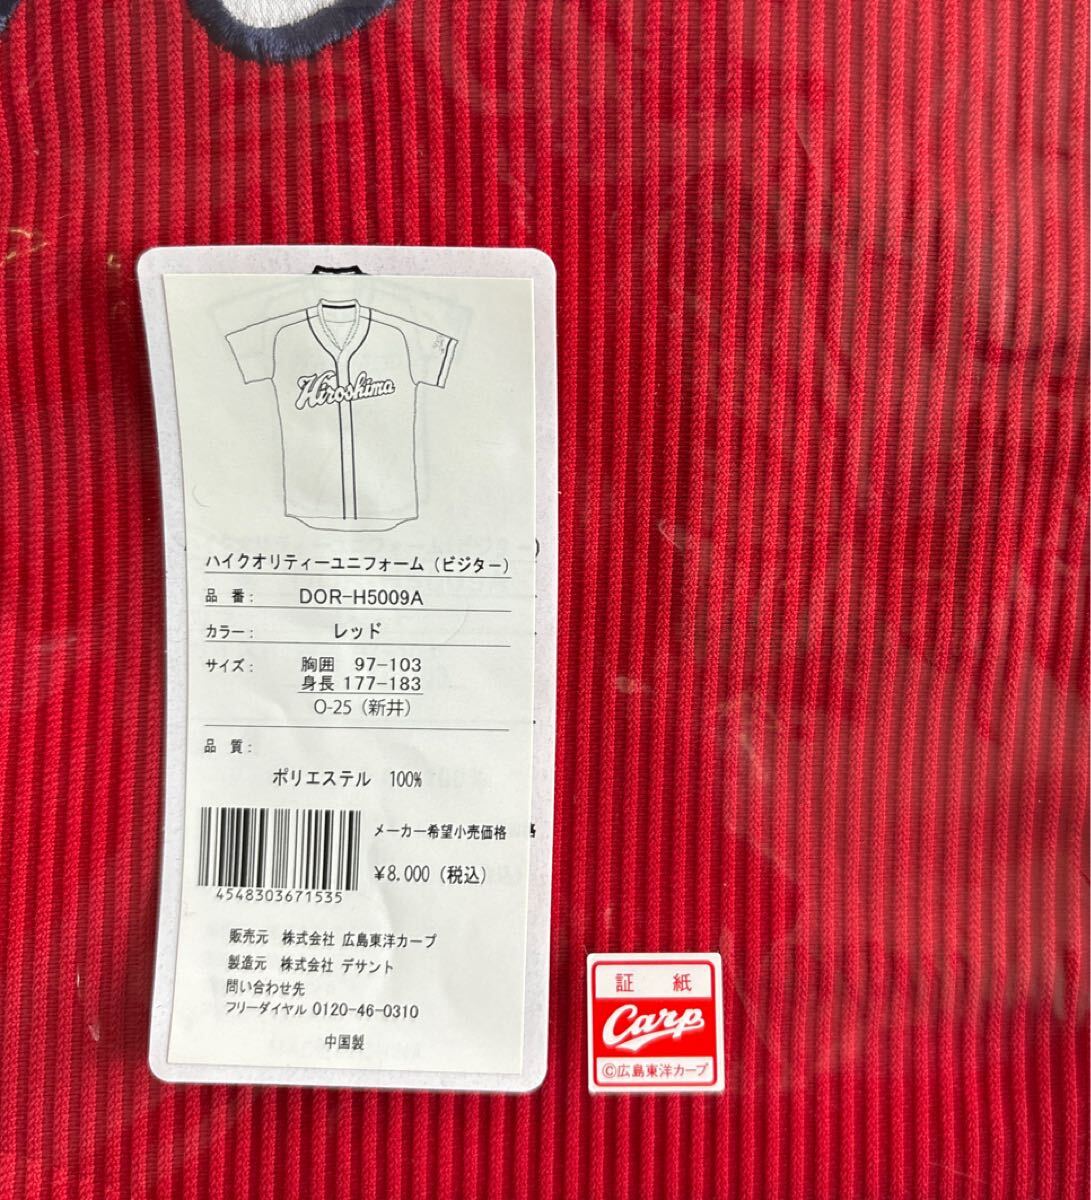 Hiroshima
ハイクオリティーユニフォーム（ビジター）
品 番： DOR-H5009A
カラー： レッド
サイズ： 胸囲 97-103
身長 177-183
O-25（新井）
品 質：
ポリエステル 100%
メーカー希望小売価格
¥8.000（税込）
4548303671535
販売元 株式会社 広島東洋カープ
製造元 株式会社 デサント
問い合わせ先
フリーダイヤル 0120-46-0310
中国製
証 紙
Carp
©広島東洋カープ